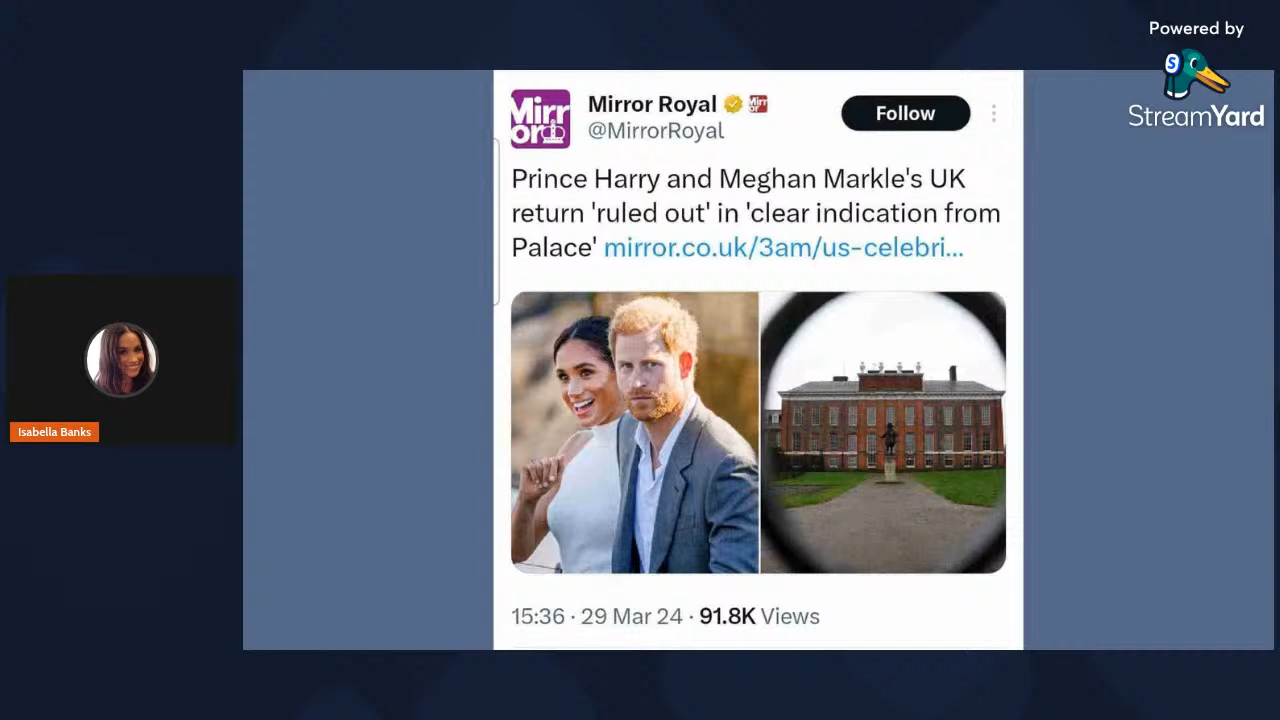 Powered by
StreamYard
Mirror Royal
@MirrorRoyal
Follow
Prince Harry and Meghan Markle's UK
return 'ruled out' in 'clear indication from
Palace' mirror.co.uk/3am/us-celebri...
15:36 · 29 Mar 24 · 91.8K Views
Isabella Banks